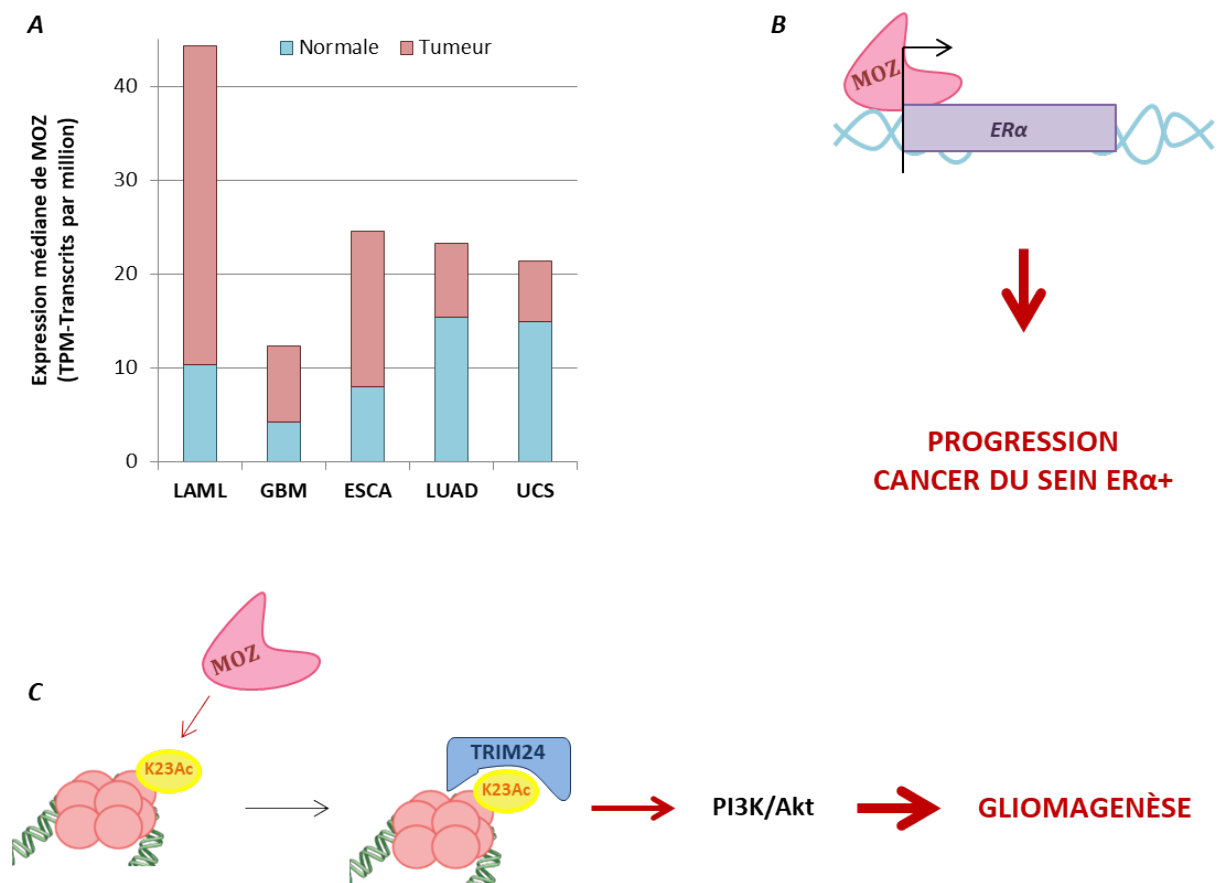 A
Normale
Tumeur
Expression médiane de MOZ
(TPM-Transcrits par million)
40
30
20
10
0
LAML
GBM
ESCA
LUAD
UCS
B
MOZ
ERα
PROGRESSION
CANCER DU SEIN ERα+
C
MOZ
K23Ac
TRIM24
K23Ac
PI3K/Akt
GLIOMAGENÈSE